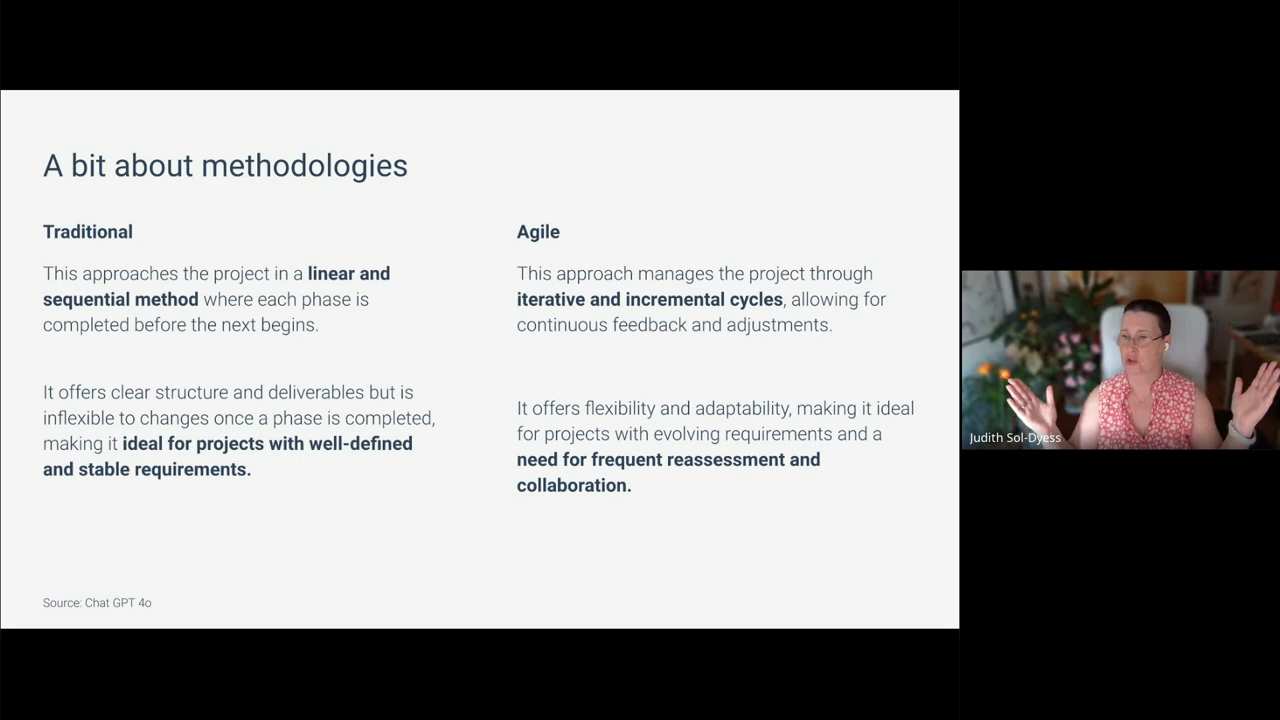 A bit about methodologies
Traditional
This approaches the project in a linear and
sequential method where each phase is
completed before the next begins.
It offers clear structure and deliverables but is
inflexible to changes once a phase is completed,
making it ideal for projects with well-defined
and stable requirements.
Agile
This approach manages the project through
iterative and incremental cycles, allowing for
continuous feedback and adjustments.
It offers flexibility and adaptability, making it ideal
for projects with evolving requirements and a
need for frequent reassessment and
collaboration.
Source: Chat GPT 4o
Judith Sol-Dyess